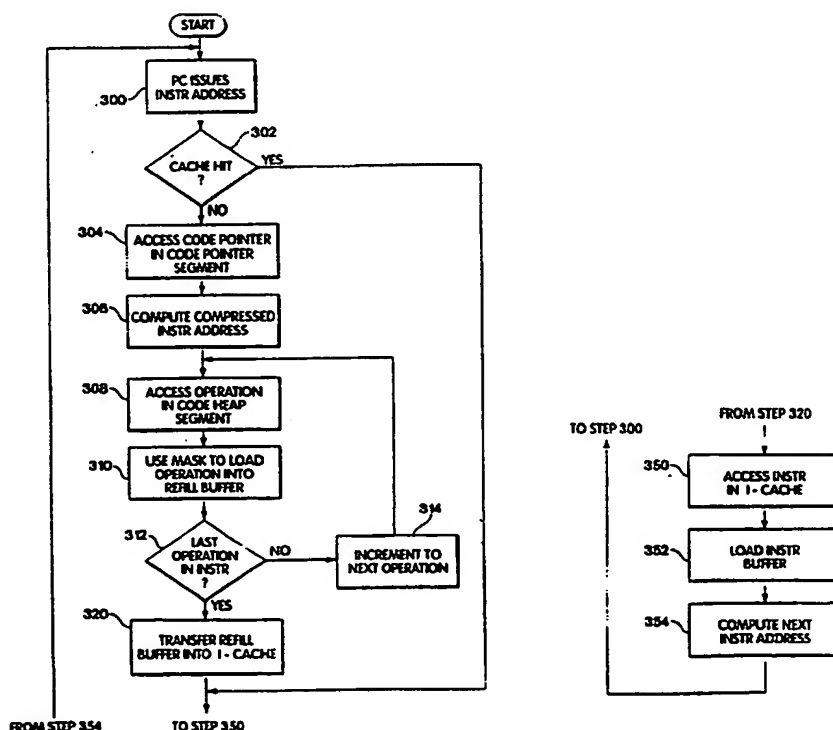 START
300
PC ISSUES
INSTR ADDRESS
302
CACHE HIT
?
YES
NO
304
ACCESS CODE POINTER
IN CODE POINTER
SEGMENT
306
COMPUTE COMPRESSED
INSTR ADDRESS
308
ACCESS OPERATION
IN CODE HEAP
SEGMENT
310
USE MASK TO LOAD
OPERATION INTO
REFILL BUFFER
312
LAST
OPERATION
IN INSTR
?
NO
314
INCREMENT TO
NEXT OPERATION
YES
320
TRANSFER REFILL
BUFFER INTO I-CACHE
FROM STEP 354
TO STEP 350
TO STEP 300
FROM STEP 320
350
ACCESS INSTR
IN I-CACHE
352
LOAD INSTR
BUFFER
354
COMPUTE NEXT
INSTR ADDRESS